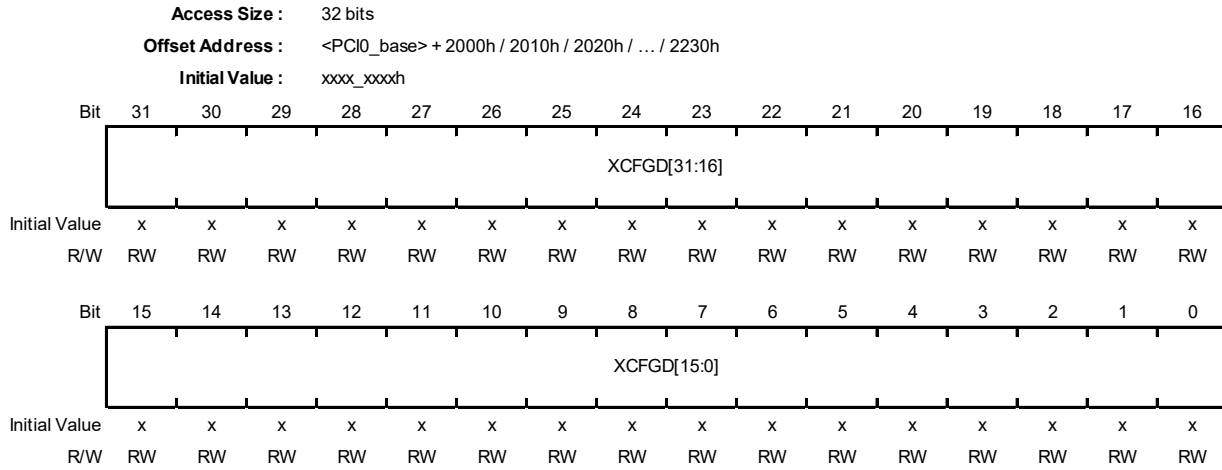 Access Size : 32 bits
Offset Address : <PCI0_base> + 2000h / 2010h / 2020h / … / 2230h
Initial Value : xxxx_xxxxh
Bit 31 30 29 28 27 26 25 24 23 22 21 20 19 18 17 16
XCFGD[31:16]
Initial Value x x x x x x x x x x x x x x x x
R/W RW RW RW RW RW RW RW RW RW RW RW RW RW RW RW RW
Bit 15 14 13 12 11 10 9 8 7 6 5 4 3 2 1 0
XCFGD[15:0]
Initial Value x x x x x x x x x x x x x x x x
R/W RW RW RW RW RW RW RW RW RW RW RW RW RW RW RW RW